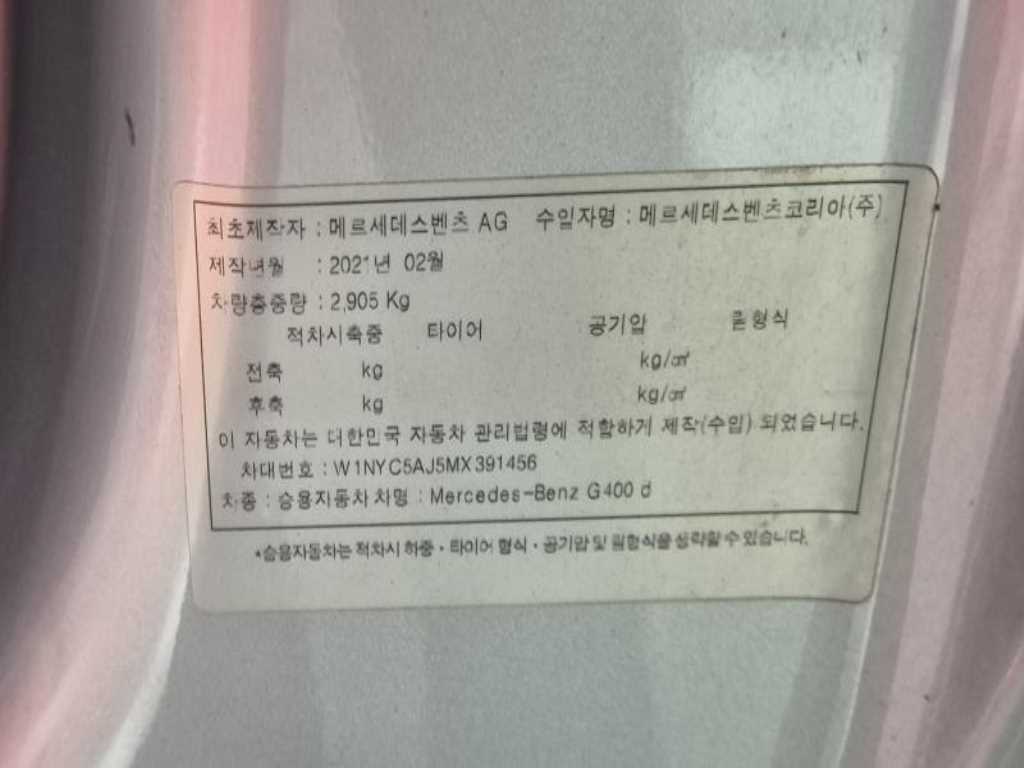 최초제작자 : 메르세데스벤츠 AG 수입자명 : 메르세데스벤츠코리아(주)
제작년월 : 2021년 02월
차량총중량 : 2,905 Kg
적차시축중 타이어 공기압 림형식
전축 kg kg/㎠
후축 kg kg/㎠
이 자동차는 대한민국 자동차 관리법령에 적합하게 제작(수입) 되었습니다.
차대번호 : W1NYC5AJ5MX391456
차종 : 승용자동차 차명 : Mercedes-Benz G400 d
*승용자동차는 적차시 하중 · 타이어 형식 · 공기압 및 림형식을 생략할 수 있습니다.